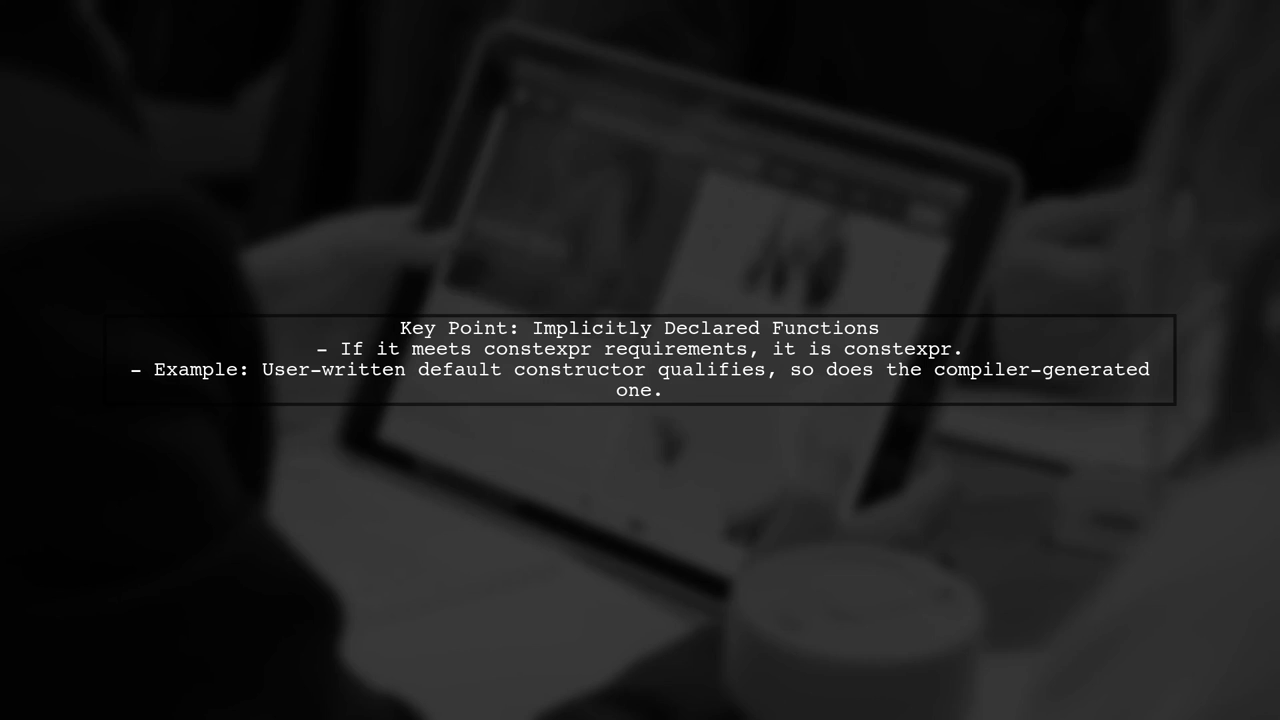 Key Point: Implicitly Declared Functions
- If it meets constexpr requirements, it is constexpr.
- Example: User-written default constructor qualifies, so does the compiler-generated
one.